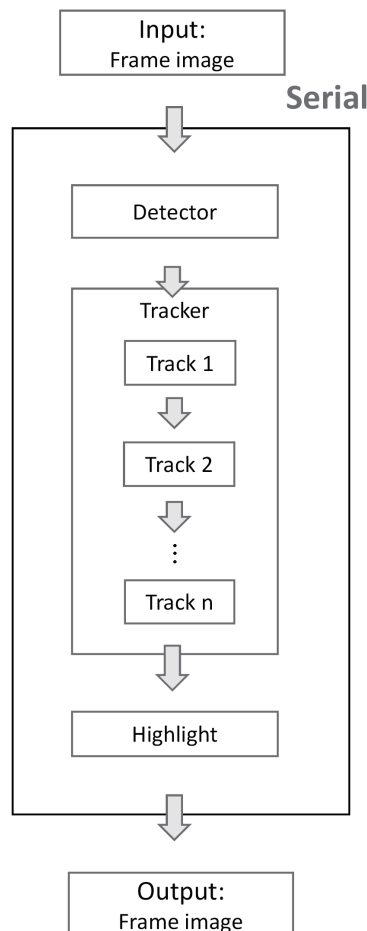 Input:
Frame image
Serial
Detector
Tracker
Track 1
Track 2
⋮
Track n
Highlight
Output:
Frame image